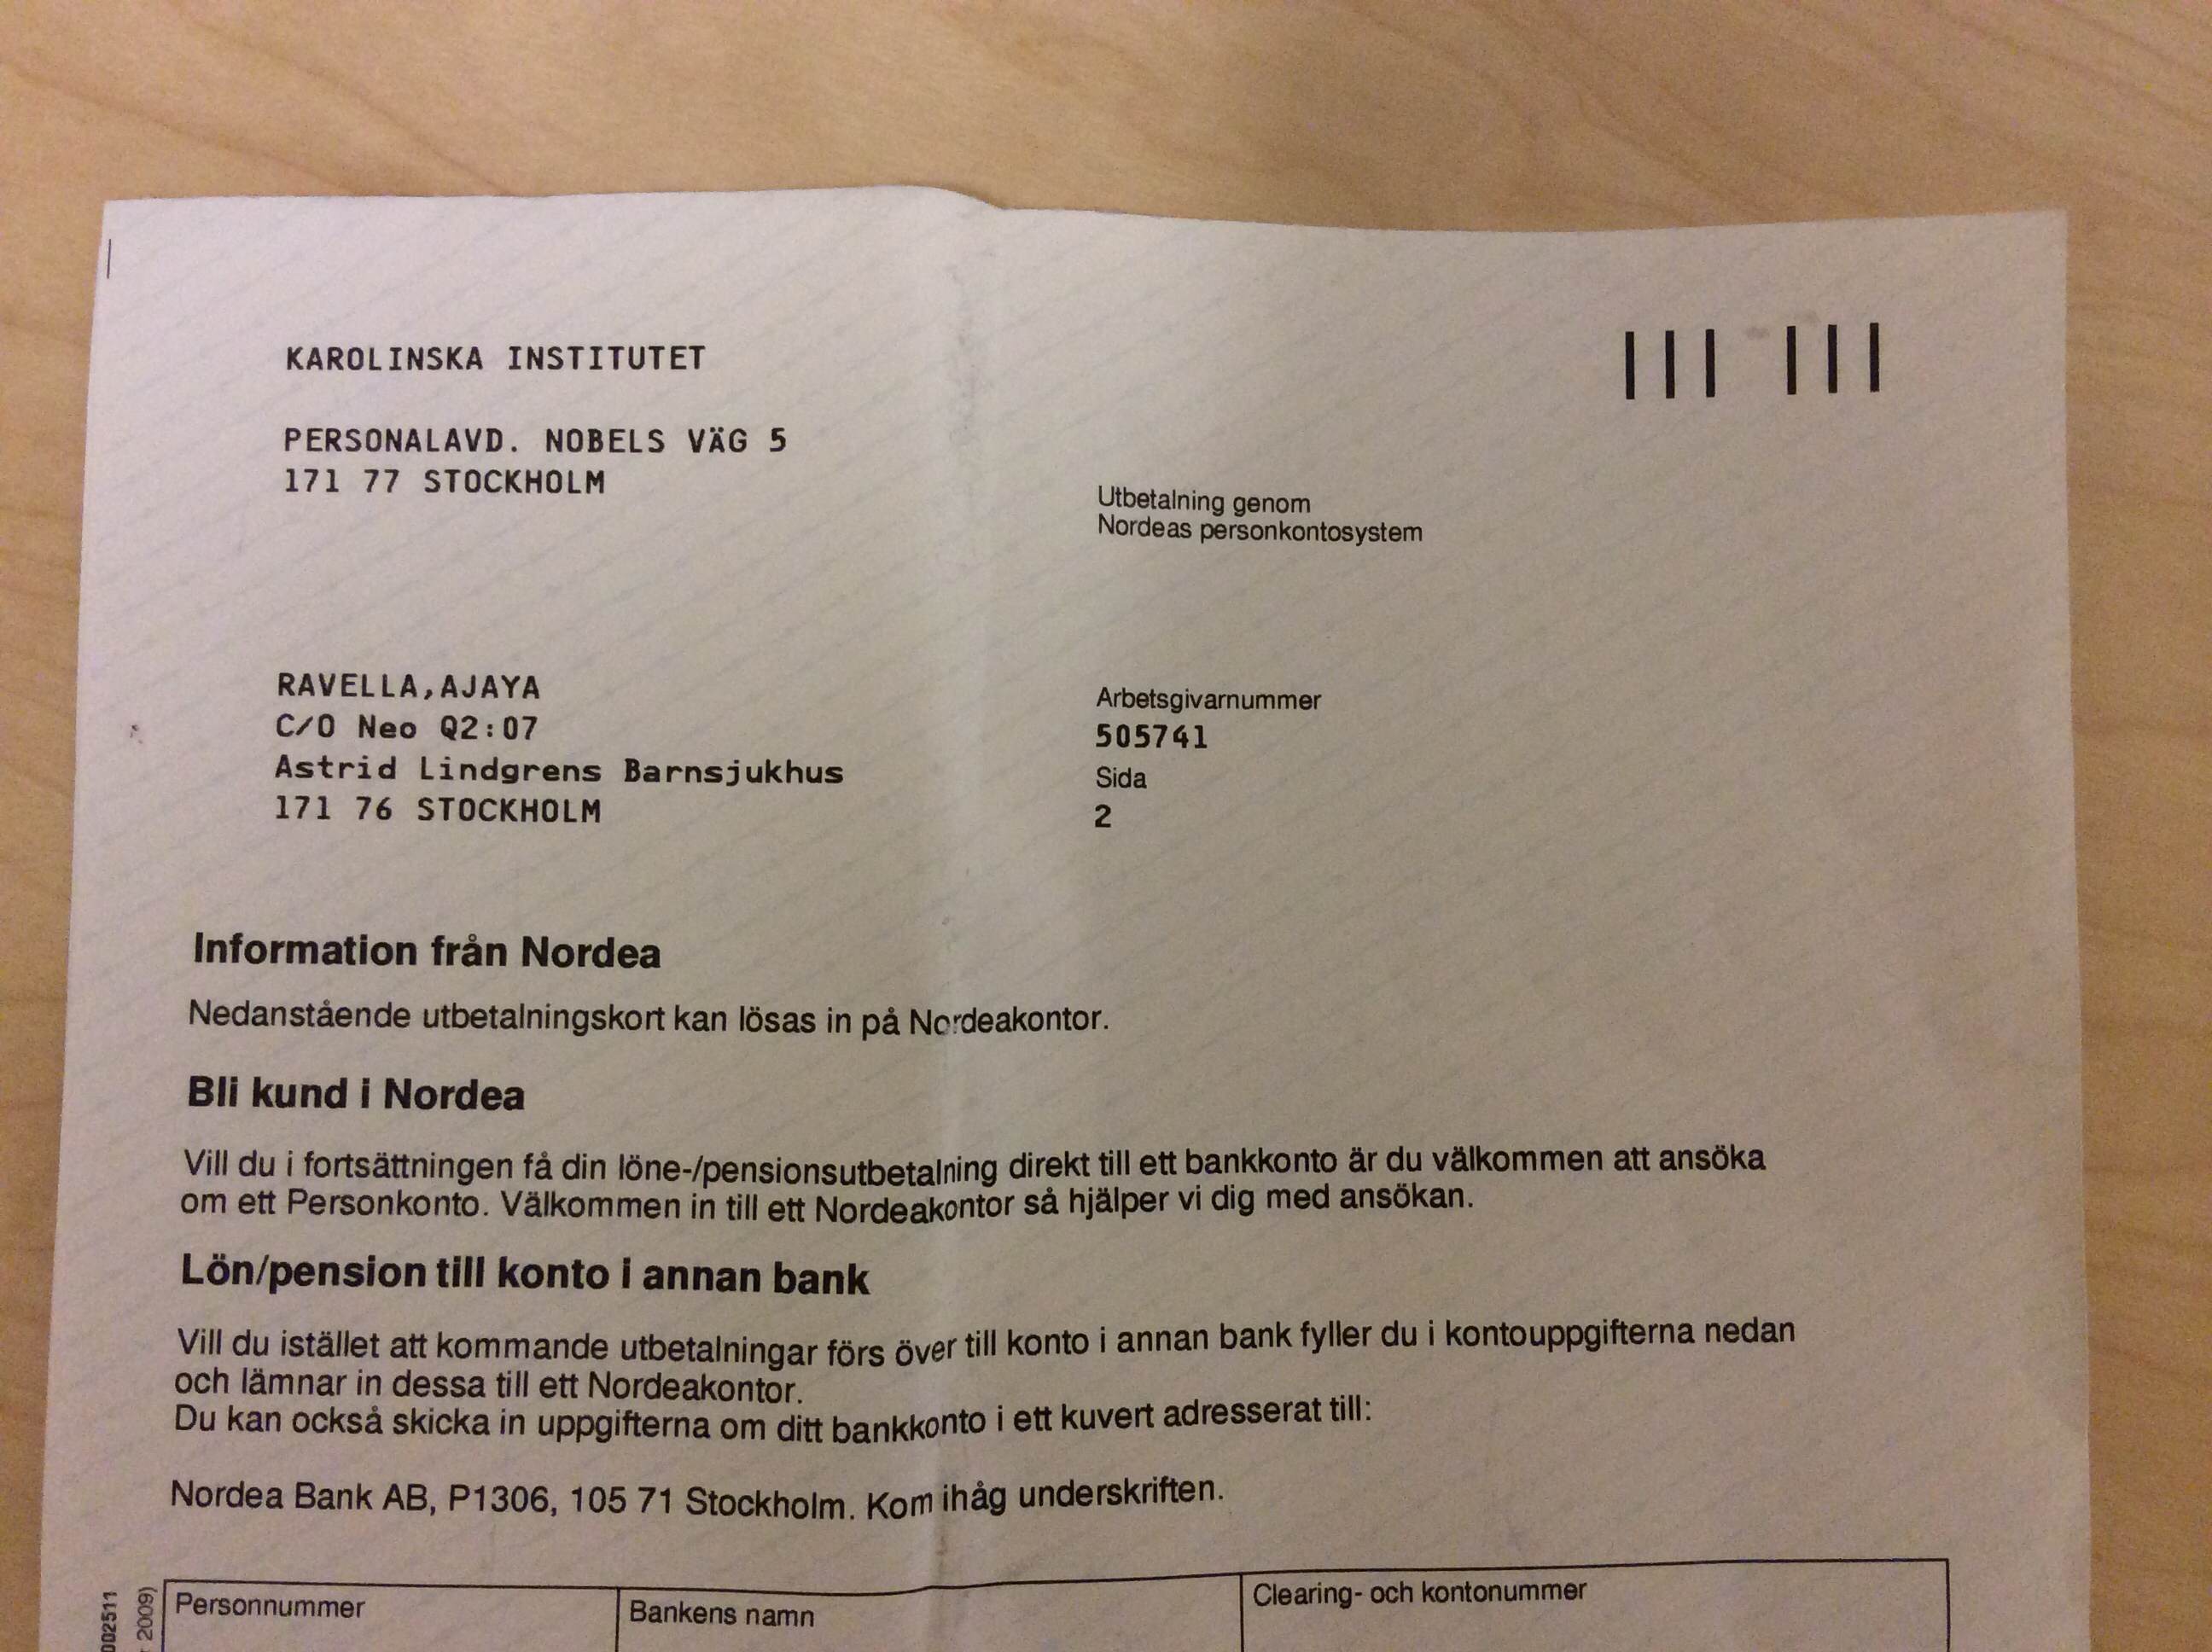 KAROLINSKA INSTITUTET
PERSONALAVD. NOBELS VÄG 5
171 77 STOCKHOLM
Utbetalning genom
Nordeas personkontosystem
RAVELLA,AJAYA
C/O Neo Q2:07
Astrid Lindgrens Barnsjukhus
171 76 STOCKHOLM
Arbetsgivarnummer
505741
Sida
2
Information från Nordea
Nedanstående utbetalningskort kan lösas in på Nordeakontor.
Bli kund i Nordea
Vill du i fortsättningen få din löne-/pensionsutbetalning direkt till ett bankkonto är du välkommen att ansöka
om ett Personkonto. Välkommen in till ett Nordeakontor så hjälper vi dig med ansökan.
Lön/pension till konto i annan bank
Vill du istället att kommande utbetalningar förs över till konto i annan bank fyller du i kontouppgifterna nedan
och lämnar in dessa till ett Nordeakontor.
Du kan också skicka in uppgifterna om ditt bankkonto i ett kuvert adresserat till:
Nordea Bank AB, P1306, 105 71 Stockholm. Kom ihåg underskriften.
Personnummer
Bankens namn
Clearing- och kontonummer
002511
2009)